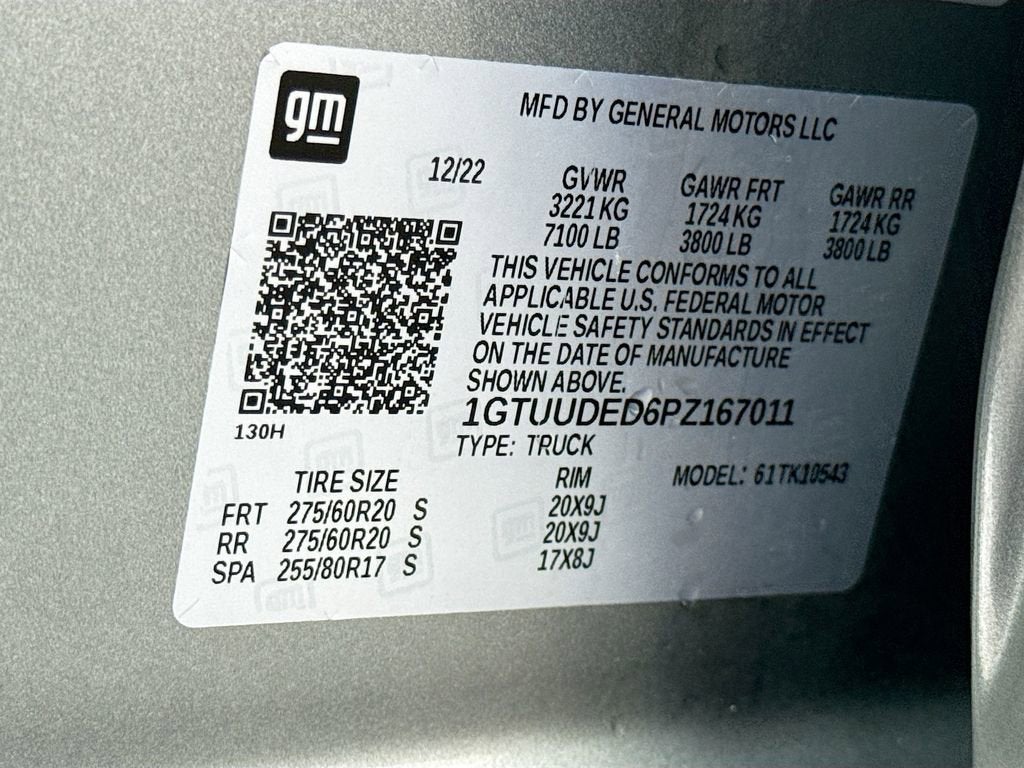 gm
MFD BY GENERAL MOTORS LLC
12/22
GVWR GAWR FRT GAWR RR
3221 KG 1724 KG 1724 KG
7100 LB 3800 LB 3800 LB
THIS VEHICLE CONFORMS TO ALL
APPLICABLE U.S. FEDERAL MOTOR
VEHICLE SAFETY STANDARDS IN EFFECT
ON THE DATE OF MANUFACTURE
SHOWN ABOVE.
1GTUUDED6PZ167011
130H
TYPE: TRUCK
TIRE SIZE RIM MODEL: 61TK10543
FRT 275/60R20 S 20X9J
RR 275/60R20 S 20X9J
SPA 255/80R17 S 17X8J